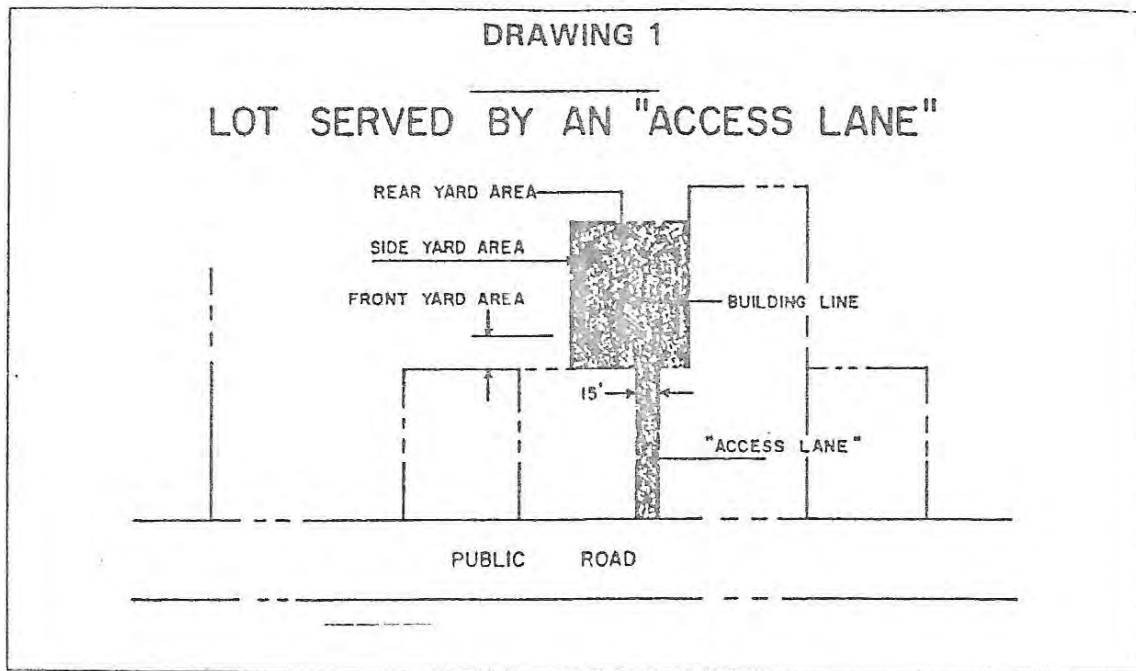 DRAWING 1
LOT SERVED BY AN "ACCESS LANE"
REAR YARD AREA
SIDE YARD AREA
FRONT YARD AREA
BUILDING LINE
15'
"ACCESS LANE"
PUBLIC ROAD